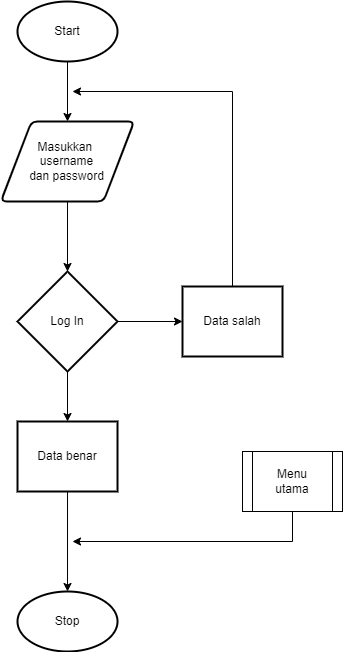 Start
Masukkan
username
dan password
Log In
Data salah
Data benar
Menu
utama
Stop